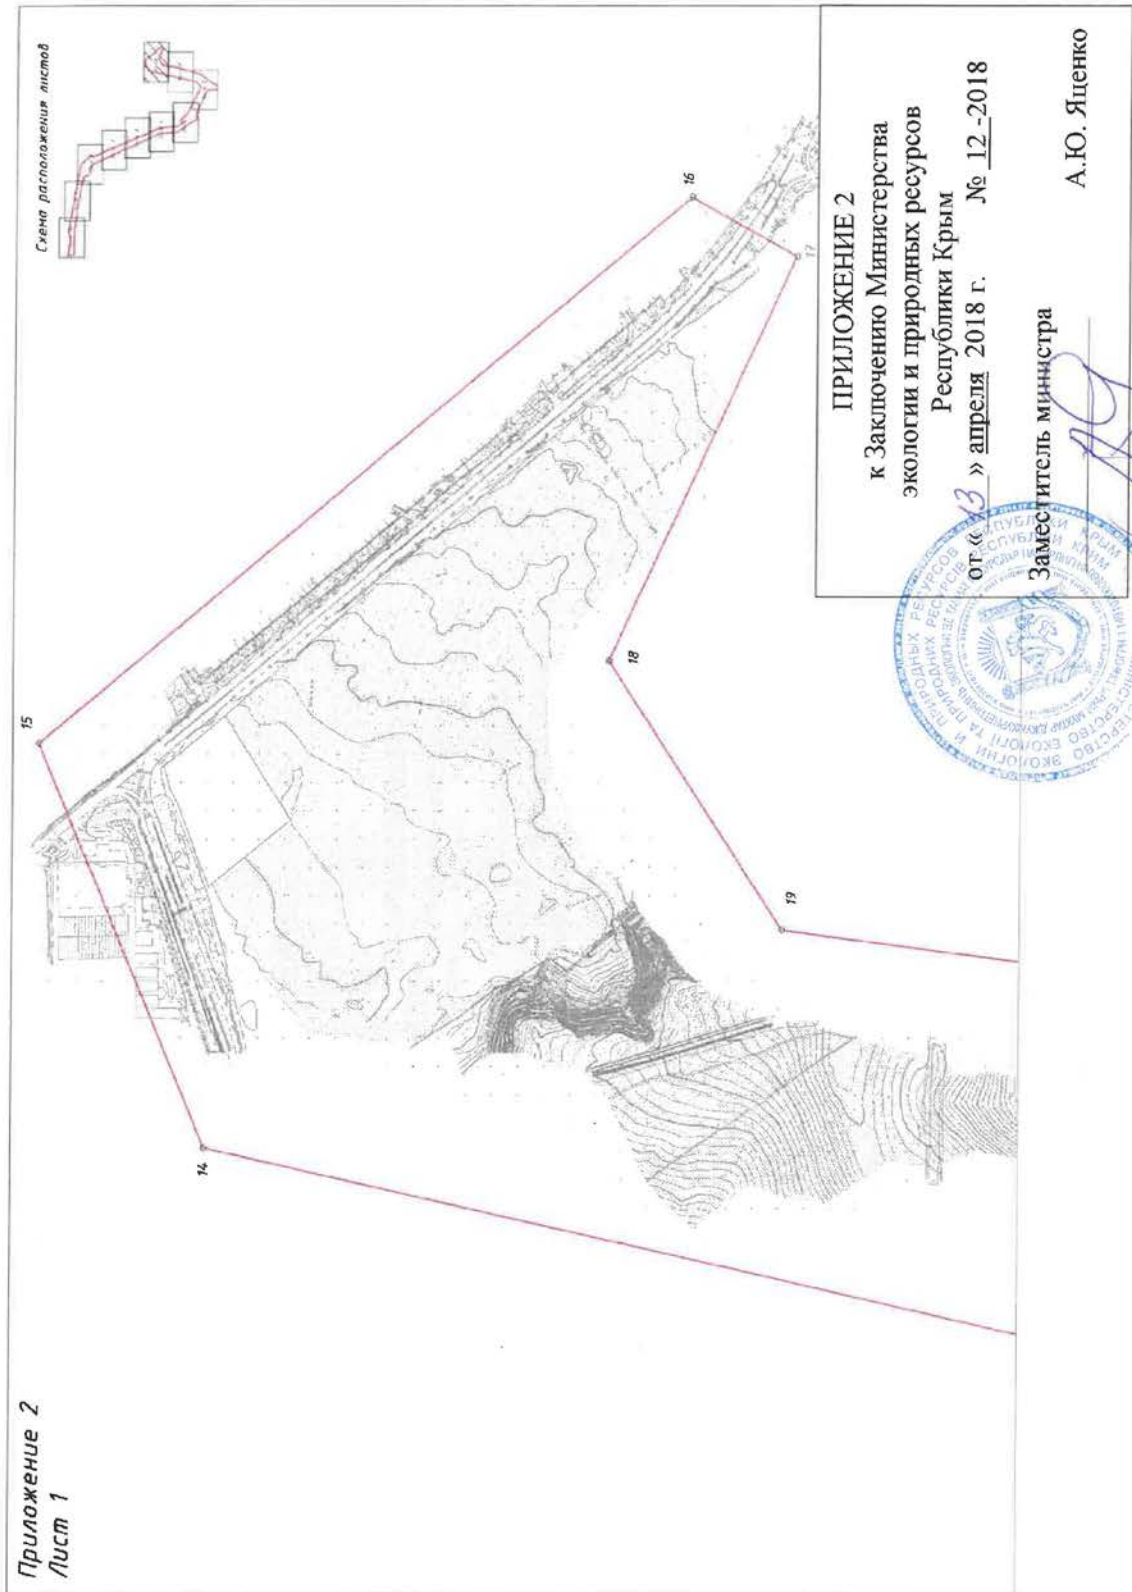 Приложение 2
Лист 1
Схема расположения листов
15
16
17
14
18
19
ПРИЛОЖЕНИЕ 2
к Заключению Министерства
экологии и природных ресурсов
Республики Крым
от « 13 » апреля 2018 г. № 12 -2018
Заместитель министра
А.Ю. Яценко